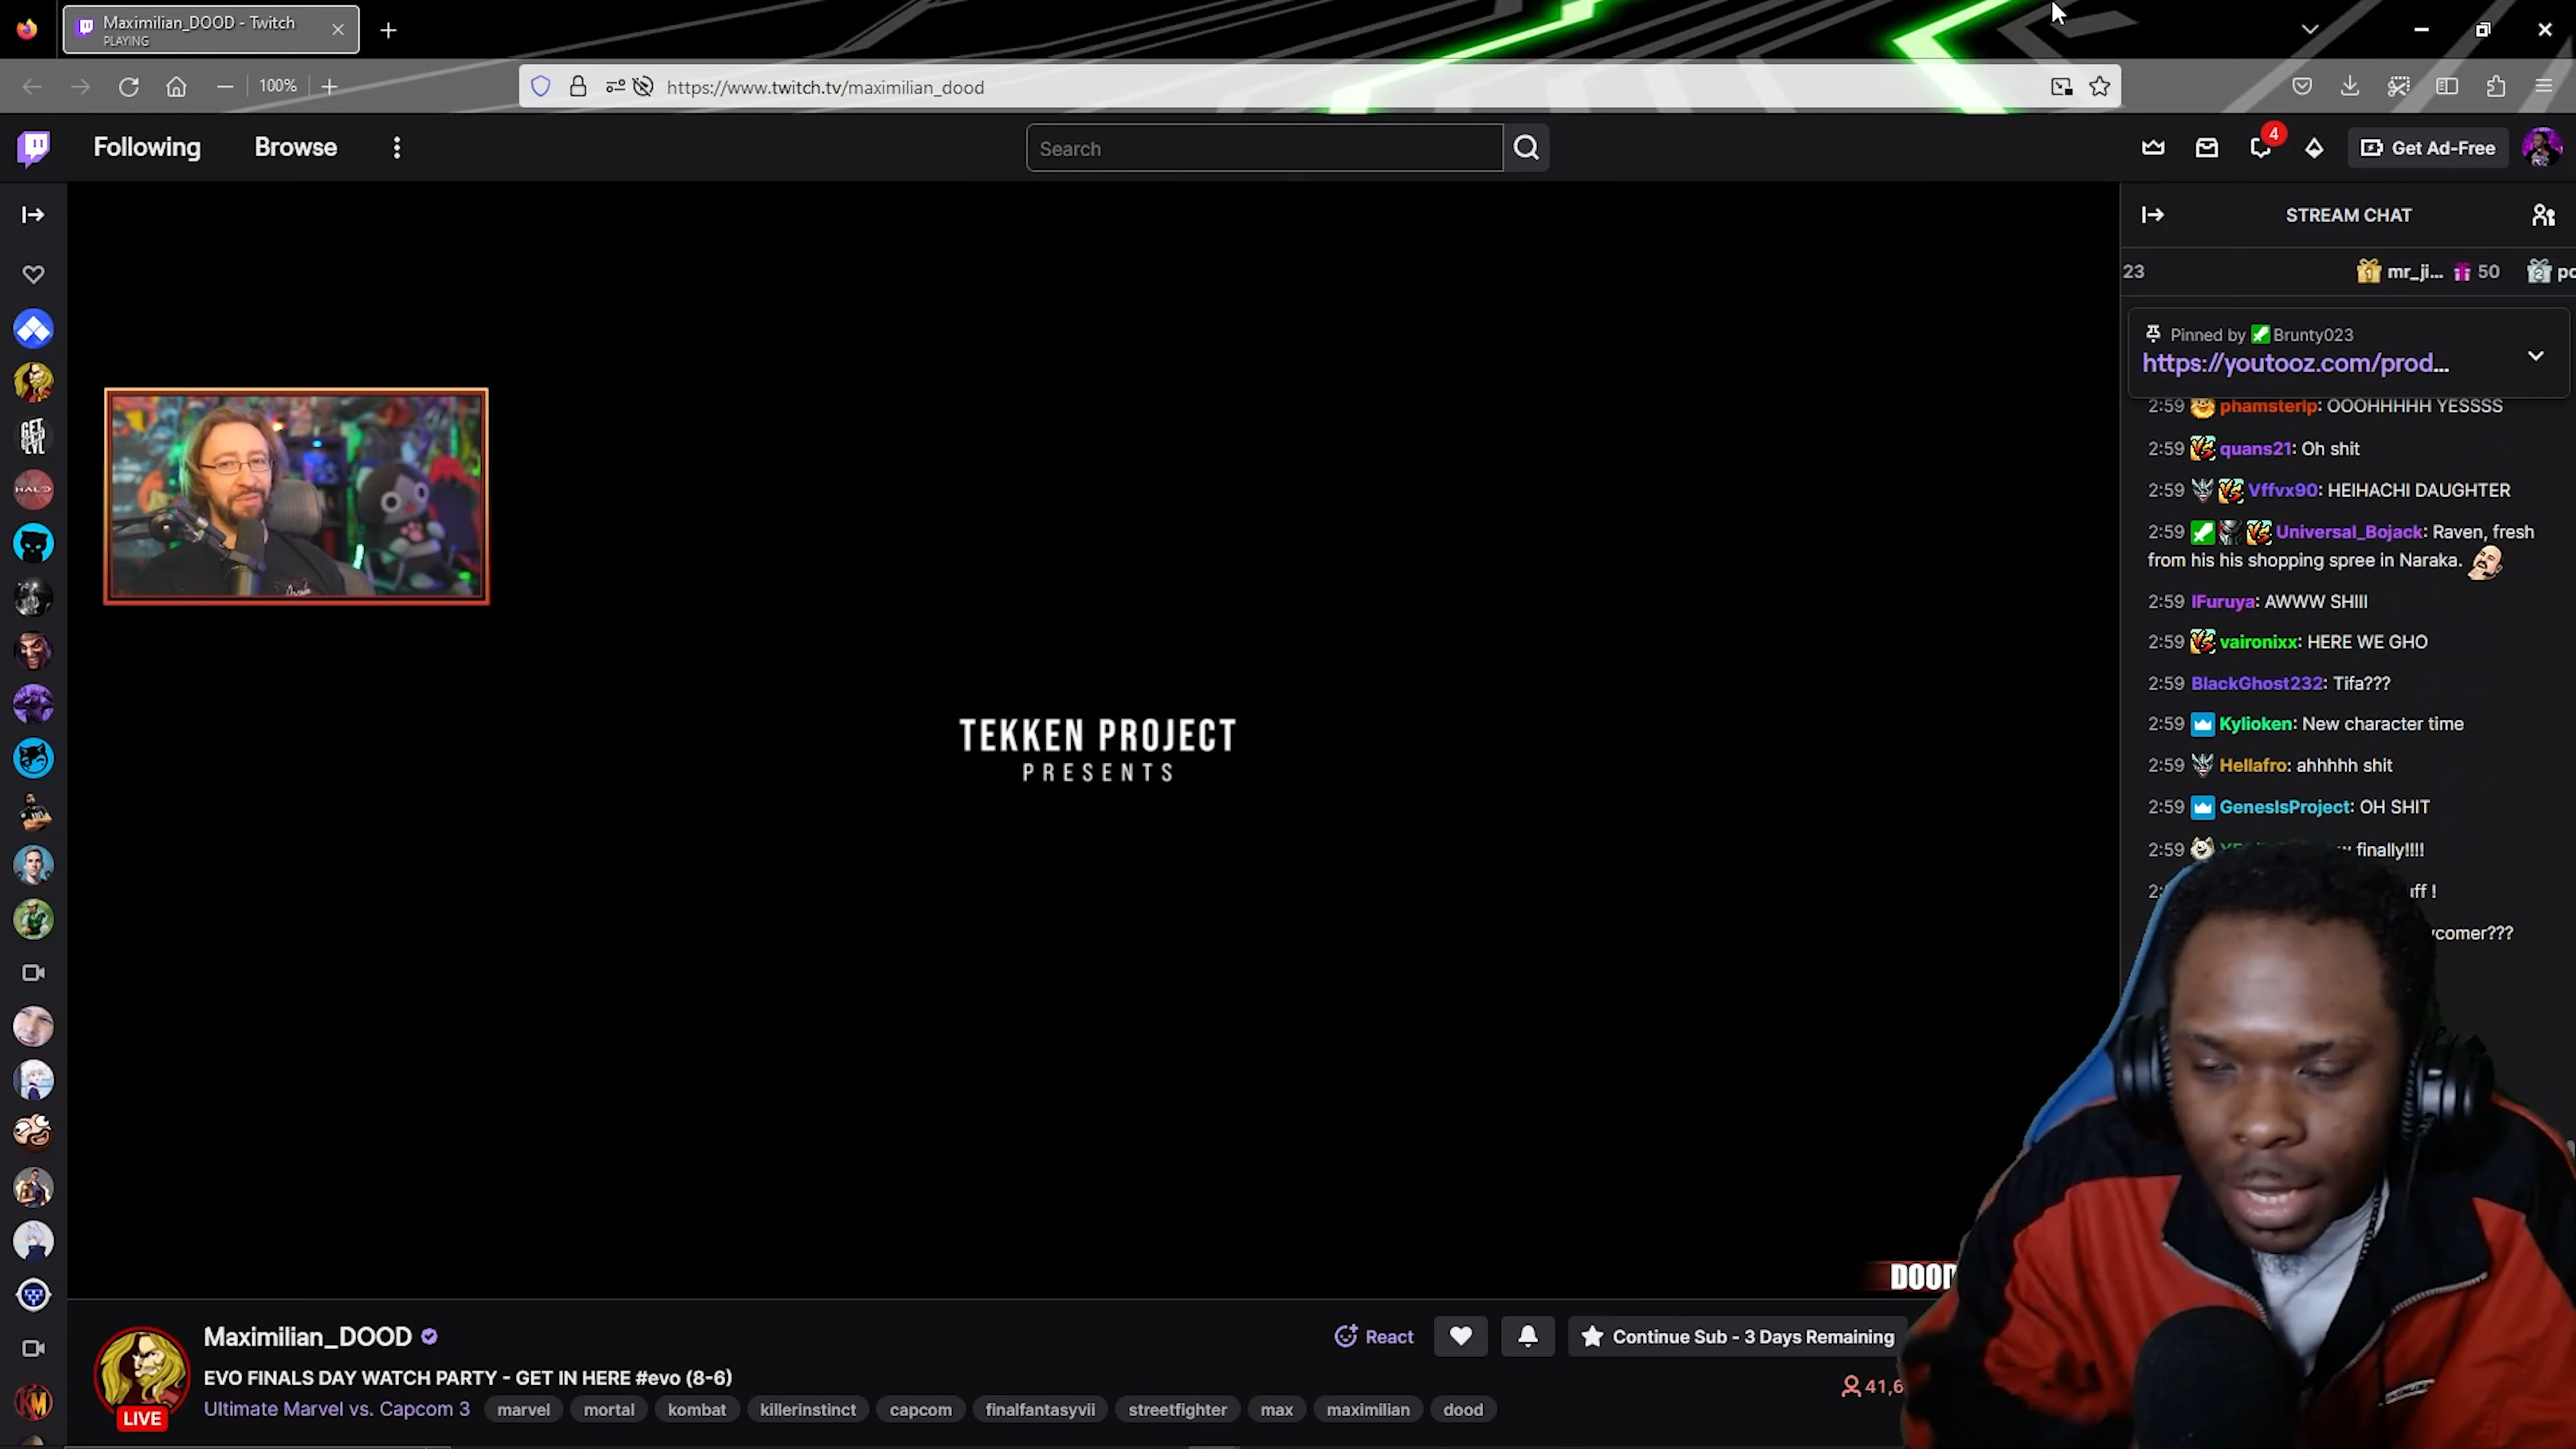 Maximilian_DOOD - Twitch
PLAYING
100%
https://www.twitch.tv/maximilian_dood
Following
Browse
Search
4
Get Ad-Free
STREAM CHAT
23
1
mr_ji...
50
2
Pinned by Brunty023
https://youtooz.com/prod...
2:59 phamsterlp: OOOHHHHH YESSSS
2:59 quans21: Oh shit
2:59 Vffvx90: HEIHACHI DAUGHTER
2:59 Universal_Bojack: Raven, fresh
from his his shopping spree in Naraka.
2:59 IFuruya: AWWW SHIII
2:59 vaironixx: HERE WE GHO
2:59 BlackGhost232: Tifa???
2:59 Kylioken: New character time
2:59 Hellafro: ahhhhh shit
2:59 GenesIsProject: OH SHIT
2:59 finally!!!!
TEKKEN PROJECT
PRESENTS
HALO
KM
DOOD
Maximilian_DOOD
EVO FINALS DAY WATCH PARTY - GET IN HERE #evo (8-6)
Ultimate Marvel vs. Capcom 3
marvel
mortal
kombat
killerinstinct
capcom
finalfantasyvii
streetfighter
max
maximilian
dood
LIVE
React
Continue Sub - 3 Days Remaining
41,6